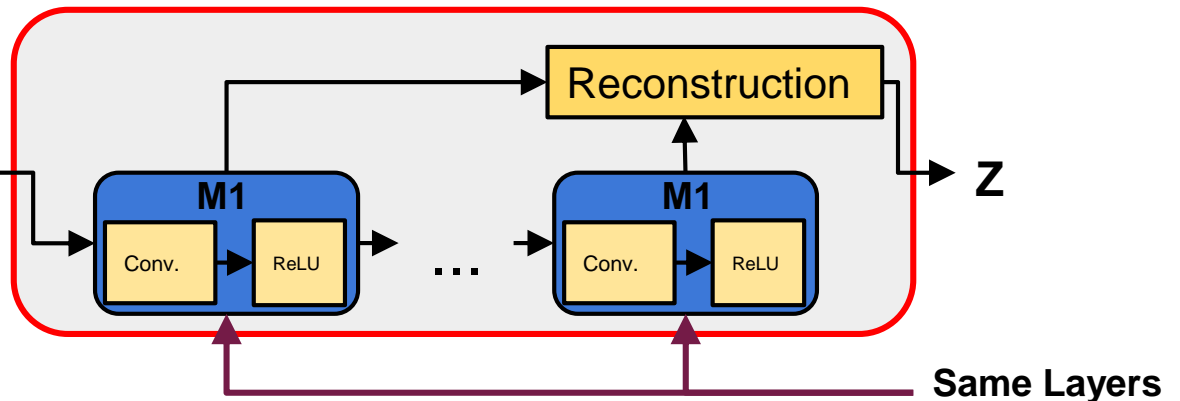 Reconstruction
M1
M1
Z
Conv.
ReLU
...
Conv.
ReLU
Same Layers